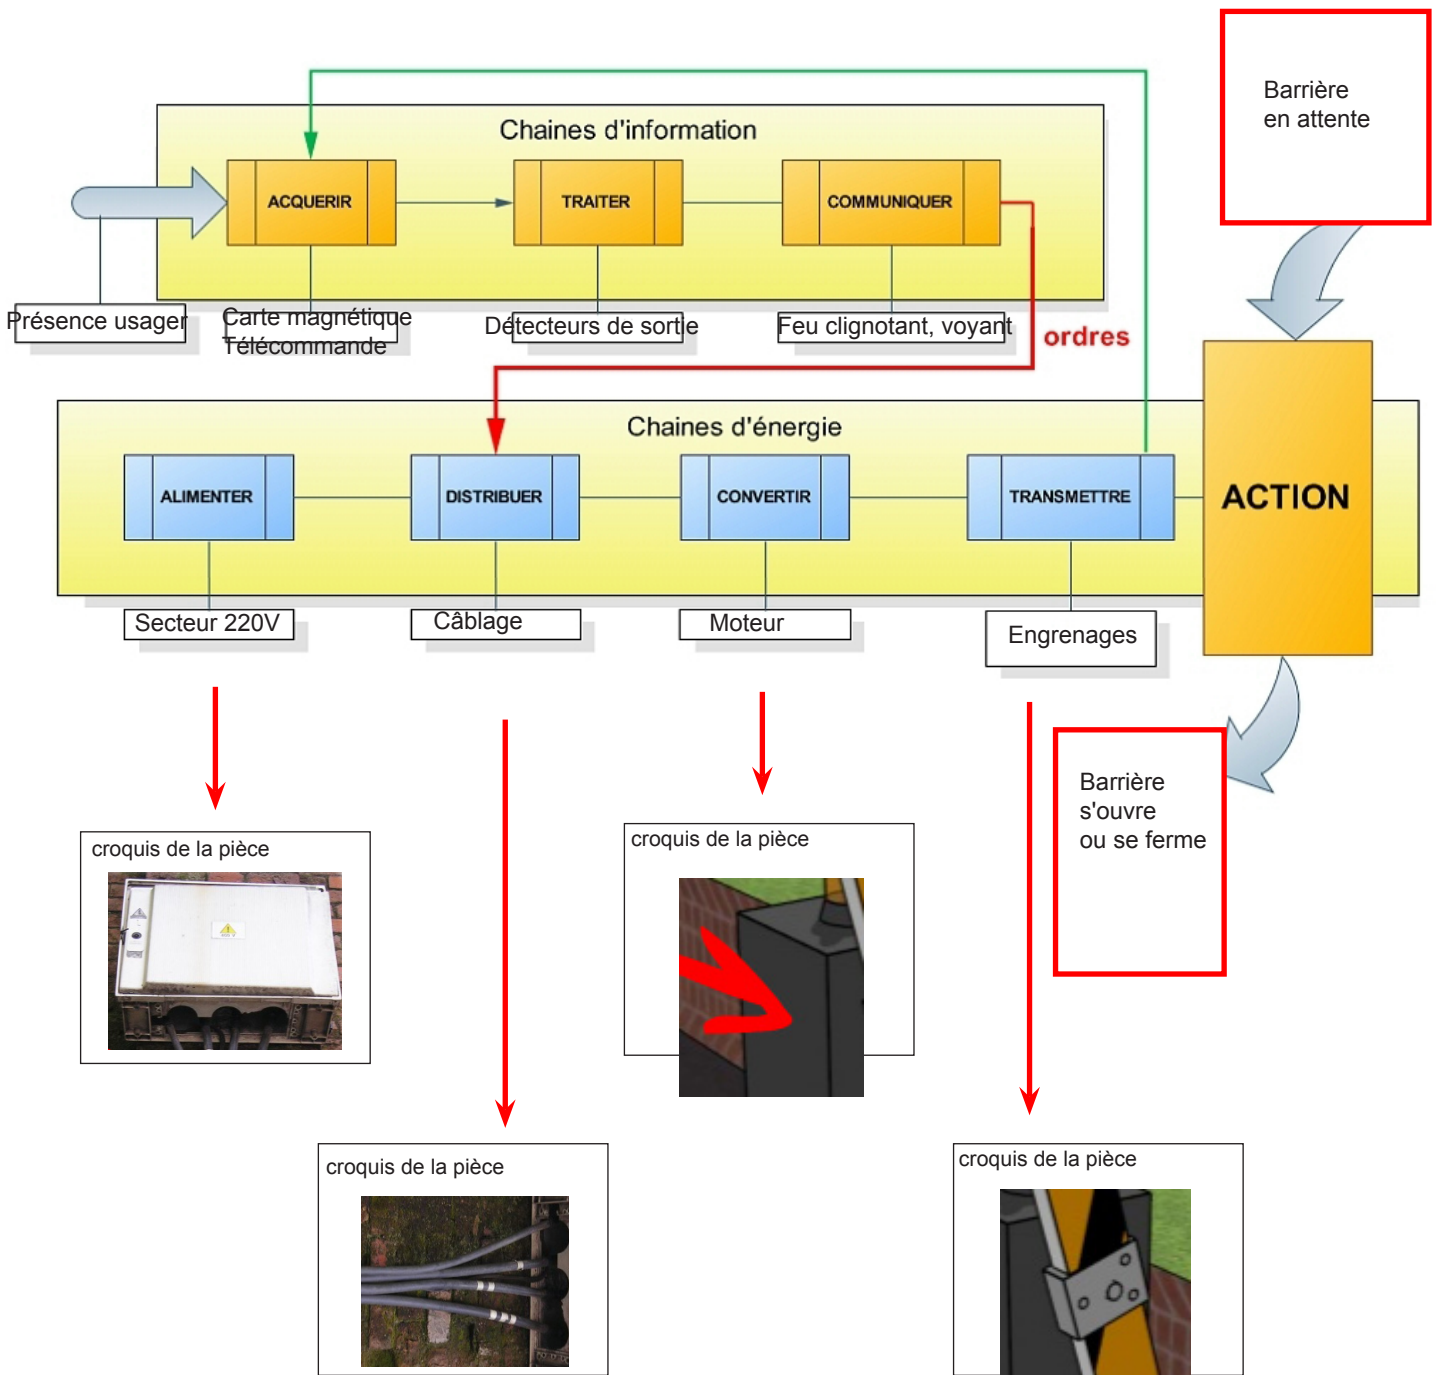 Barrière
en attente
Chaines d'information
ACQUERIR
TRAITER
COMMUNIQUER
Présence usager
Carte magnétique
Télécommande
Détecteurs de sortie
Feu clignotant, voyant
ordres
Chaines d'énergie
ALIMENTER
DISTRIBUER
CONVERTIR
TRANSMETTRE
ACTION
Secteur 220V
Câblage
Moteur
Engrenages
Barrière
s'ouvre
ou se ferme
croquis de la pièce
croquis de la pièce
croquis de la pièce
croquis de la pièce